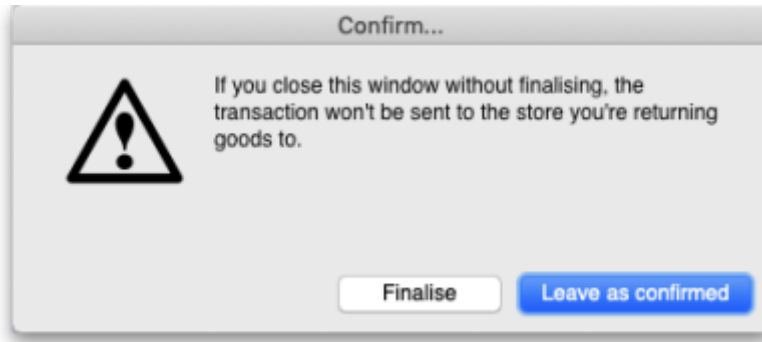 Confirm...
If you close this window without finalising, the
transaction won't be sent to the store you're returning
goods to.
Finalise
Leave as confirmed